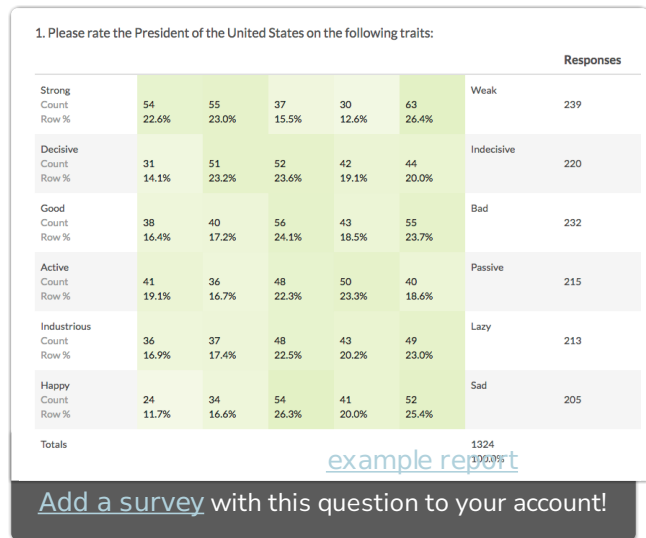 1. Please rate the President of the United States on the following traits:
Responses
Strong Weak
Count 54 55 37 30 63 239
Row % 22.6% 23.0% 15.5% 12.6% 26.4%
Decisive Indecisive
Count 31 51 52 42 44 220
Row % 14.1% 23.2% 23.6% 19.1% 20.0%
Good Bad
Count 38 40 56 43 55 232
Row % 16.4% 17.2% 24.1% 18.5% 23.7%
Active Passive
Count 41 36 48 50 40 215
Row % 19.1% 16.7% 22.3% 23.3% 18.6%
Industrious Lazy
Count 36 37 48 43 49 213
Row % 16.9% 17.4% 22.5% 20.2% 23.0%
Happy Sad
Count 24 34 54 41 52 205
Row % 11.7% 16.6% 26.3% 20.0% 25.4%
Totals 1324
100.0%
example report
Add a survey with this question to your account!